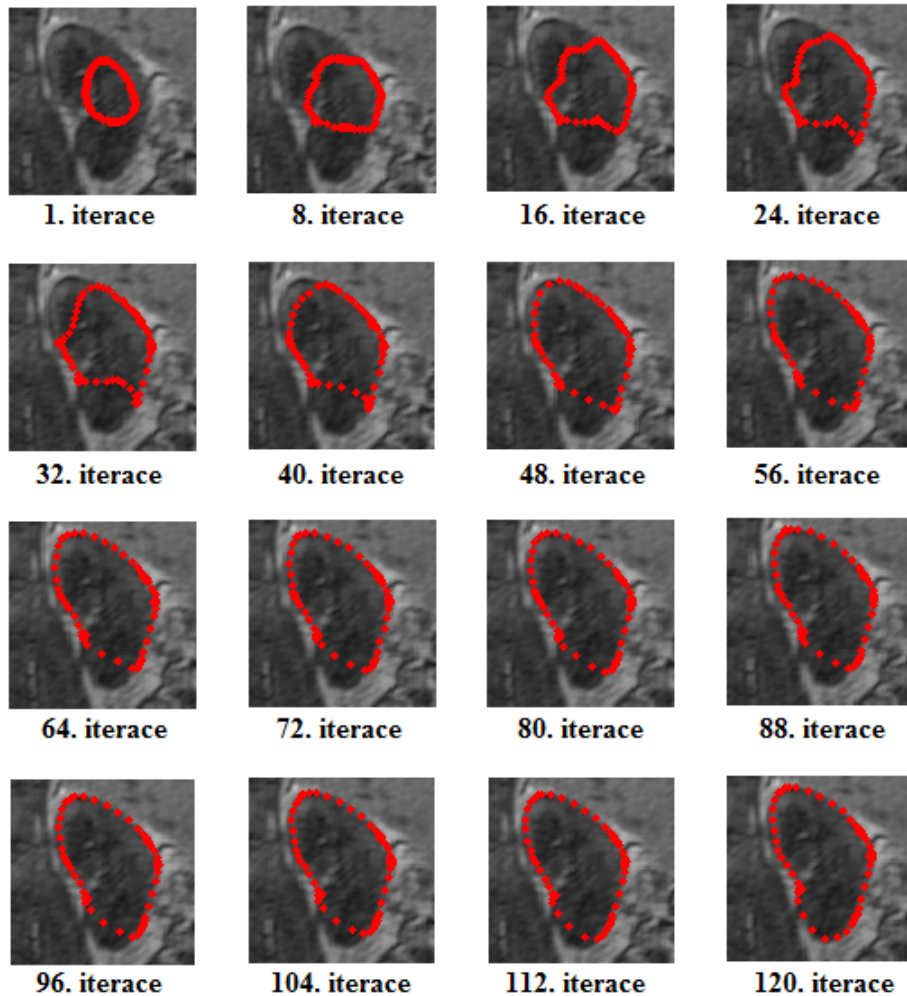 1. iterace 8. iterace 16. iterace 24. iterace
32. iterace 40. iterace 48. iterace 56. iterace
64. iterace 72. iterace 80. iterace 88. iterace
96. iterace 104. iterace 112. iterace 120. iterace